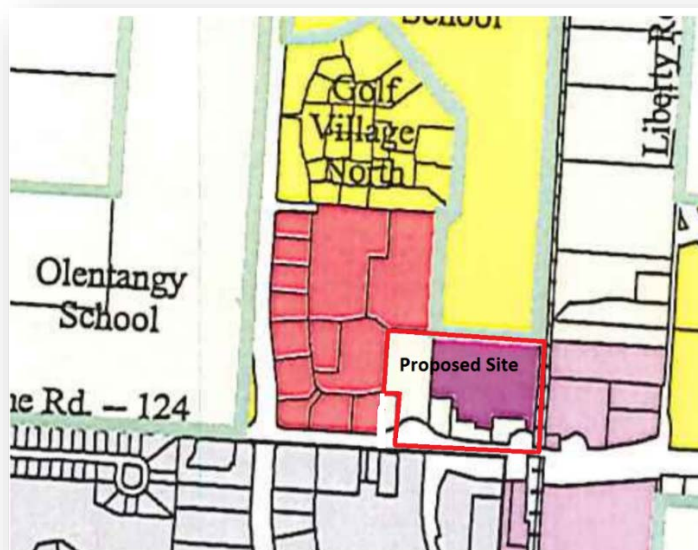 School
Golf
Village
North
Liberty R
Olentangy
School
Proposed Site
ne Rd. – 124